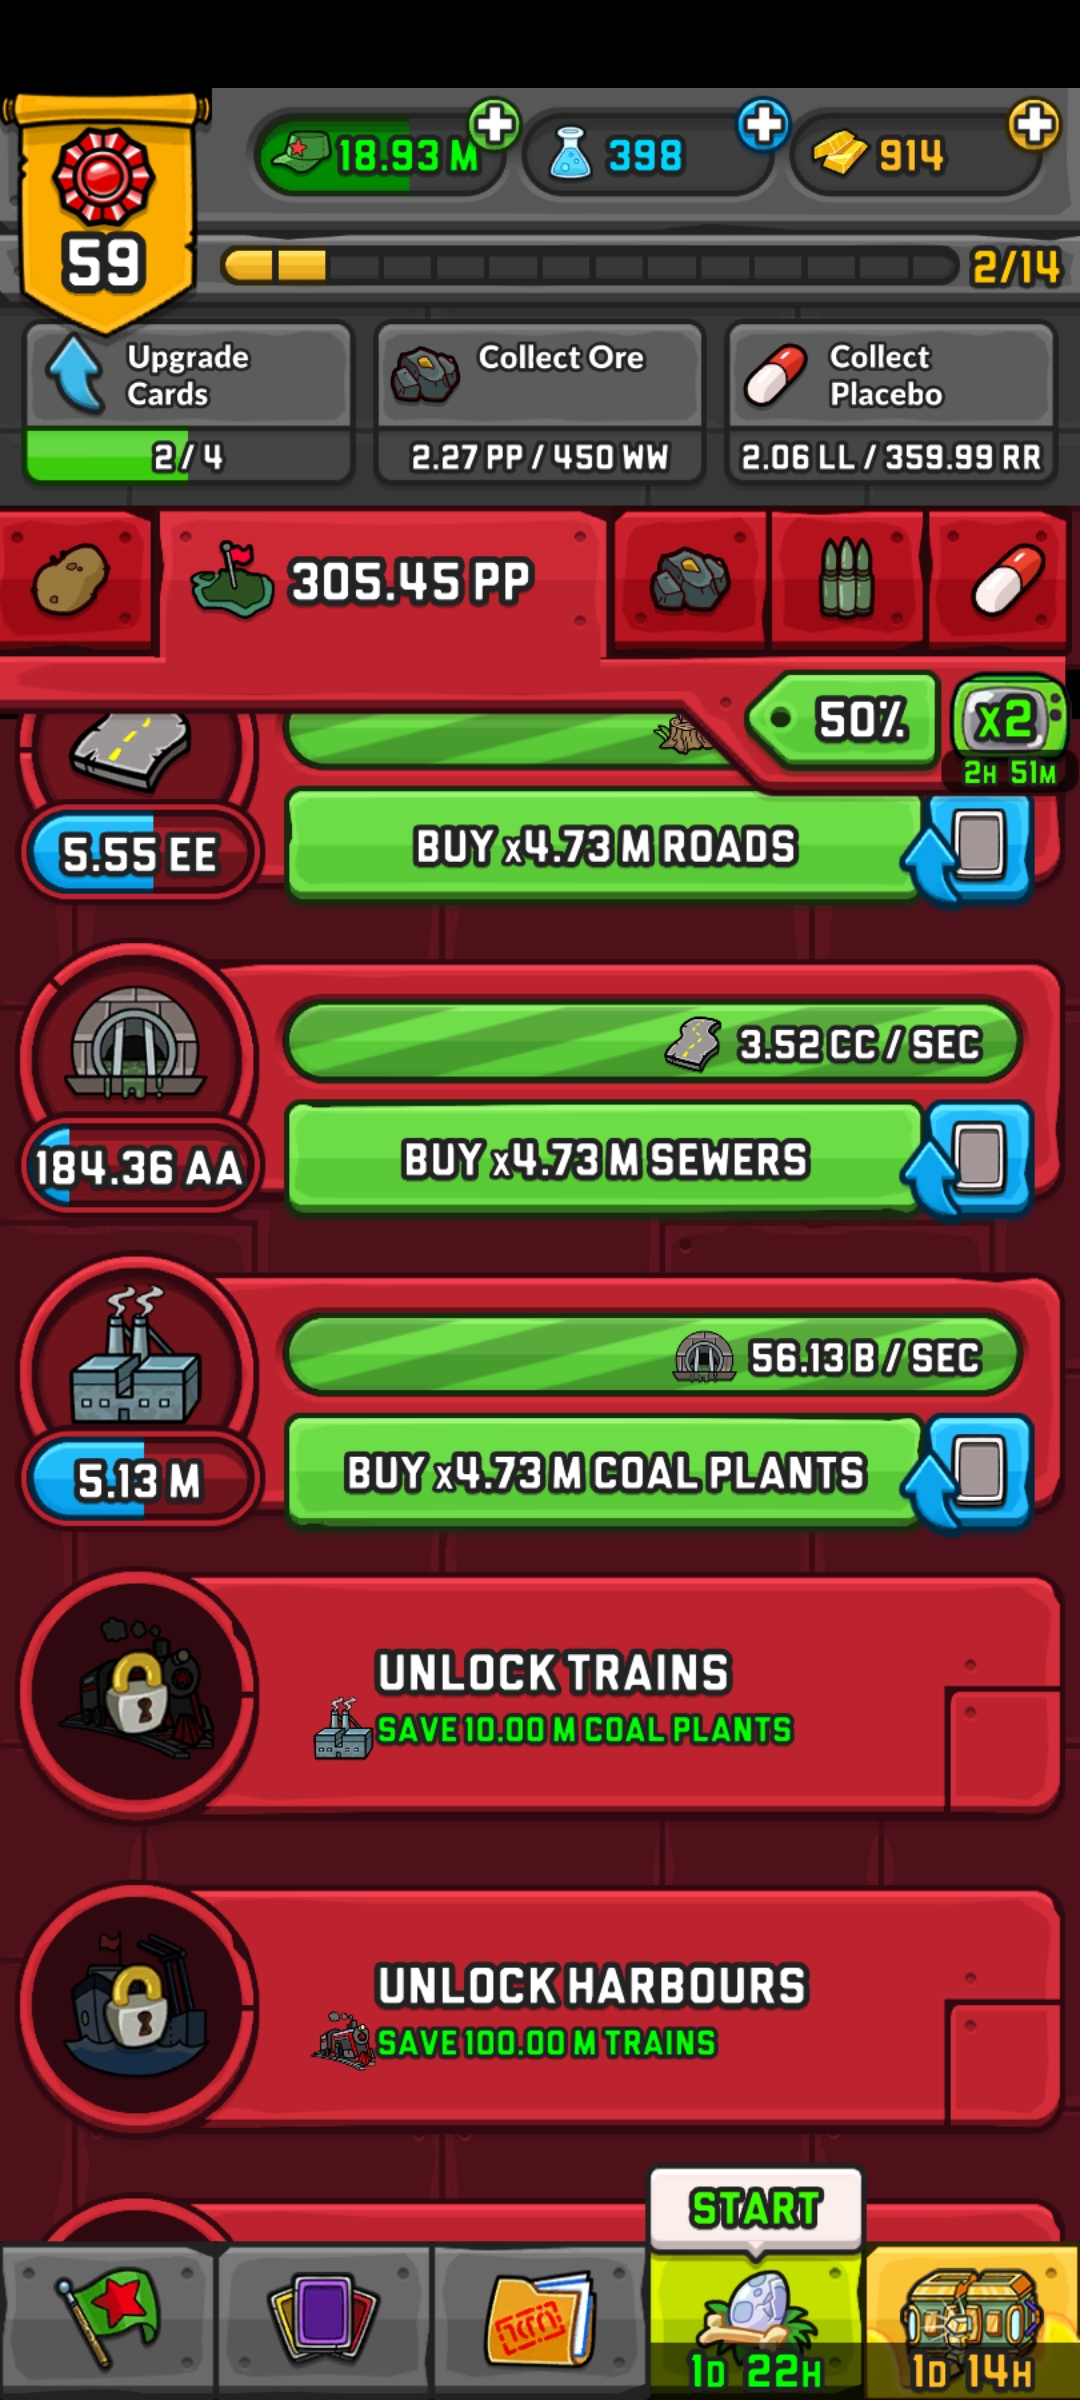 18.93 M
398
914
59
2/14
Upgrade
Cards
2/4
Collect Ore
2.27 PP / 450 WW
Collect
Placebo
2.06 LL / 359.99 RR
305.45 PP
50%
x2
2H 51M
5.55 EE
BUY x4.73 M ROADS
3.52 CC / SEC
184.36 AA
BUY x4.73 M SEWERS
56.13 B / SEC
5.13 M
BUY x4.73 M COAL PLANTS
UNLOCK TRAINS
SAVE 10.00 M COAL PLANTS
UNLOCK HARBOURS
SAVE 100.00 M TRAINS
START
1D 22H
1D 14H